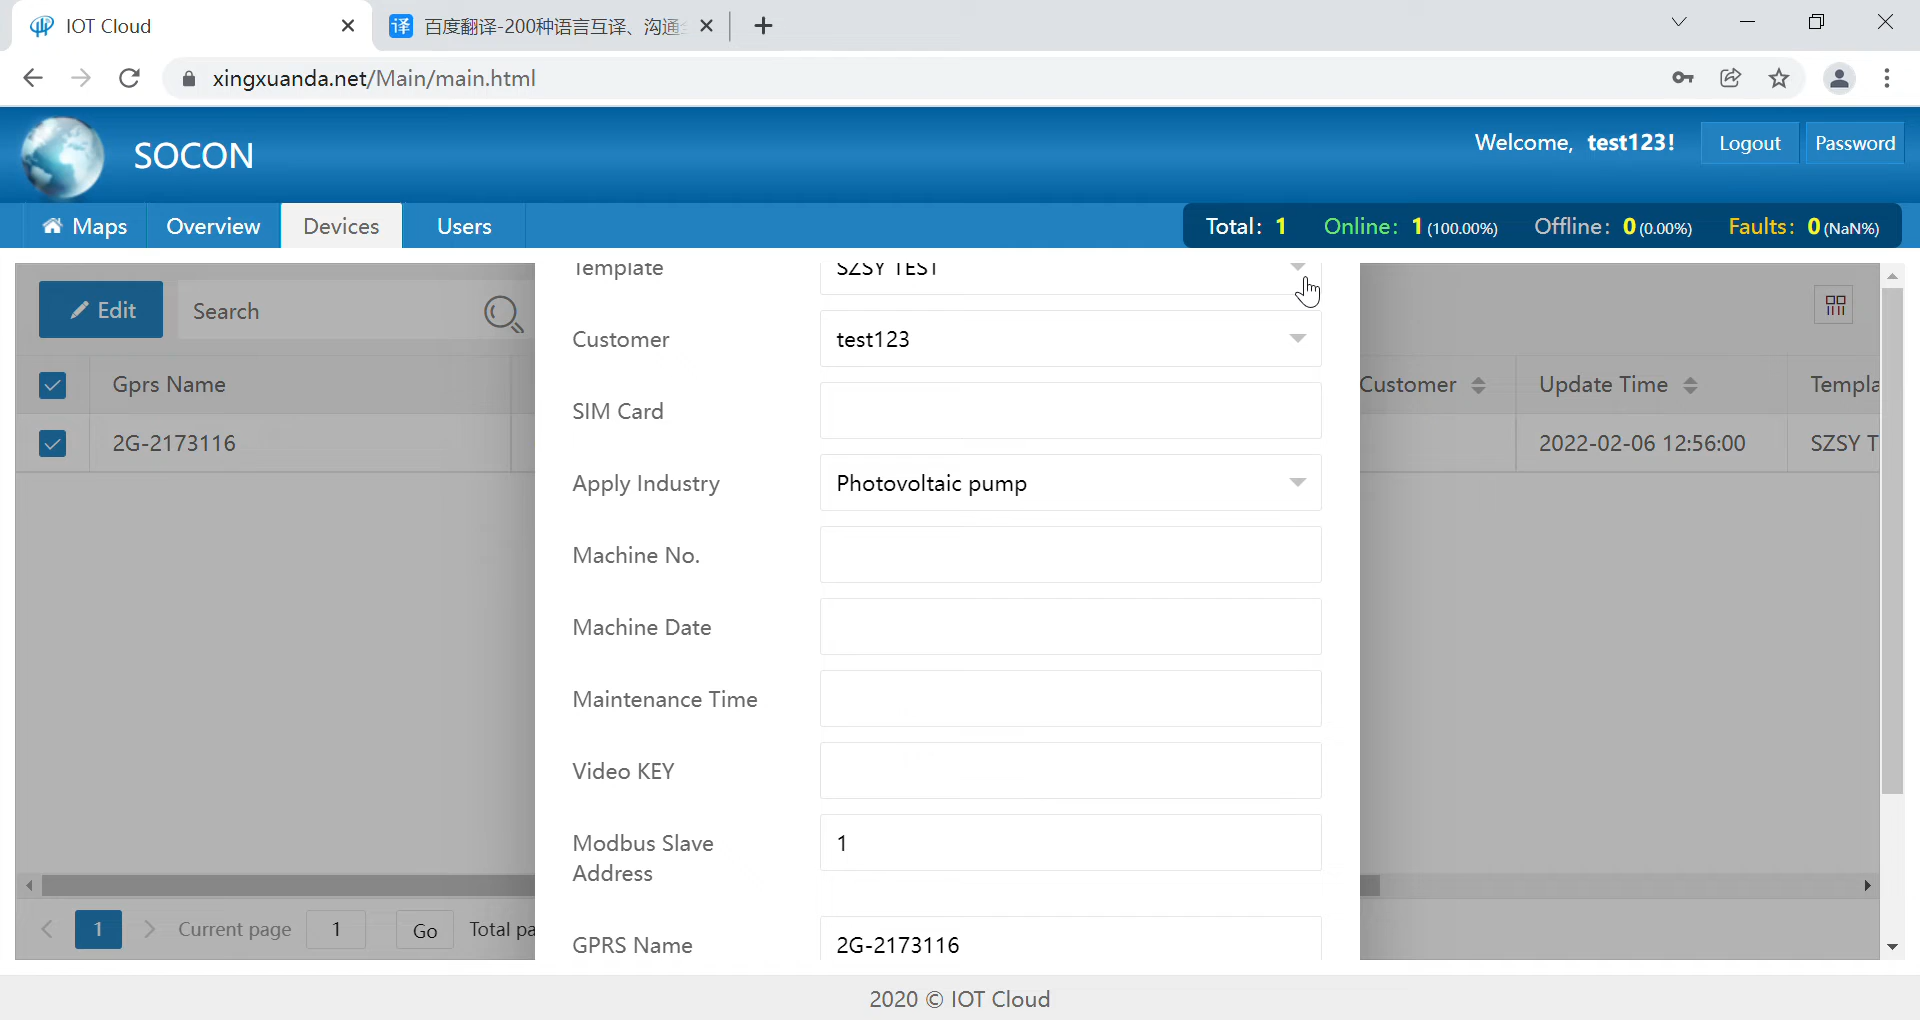 IOT Cloud
译 百度翻译-200种语言互译、沟通
xingxuanda.net/Main/main.html
SOCON
Welcome, test123!
Logout
Password
Maps
Overview
Devices
Users
Total: 1
Online: 1 (100.00%)
Offline: 0 (0.00%)
Faults: 0 (NaN%)
Edit
Search
Gprs Name
Customer
Update Time
Templa
2G-2173116
2022-02-06 12:56:00
SZSY T
Template
SZSY TEST
Customer
test123
SIM Card
Apply Industry
Photovoltaic pump
Machine No.
Machine Date
Maintenance Time
Video KEY
Modbus Slave
Address
1
GPRS Name
2G-2173116
1
Current page
1
Go
Total pa
2020 © IOT Cloud